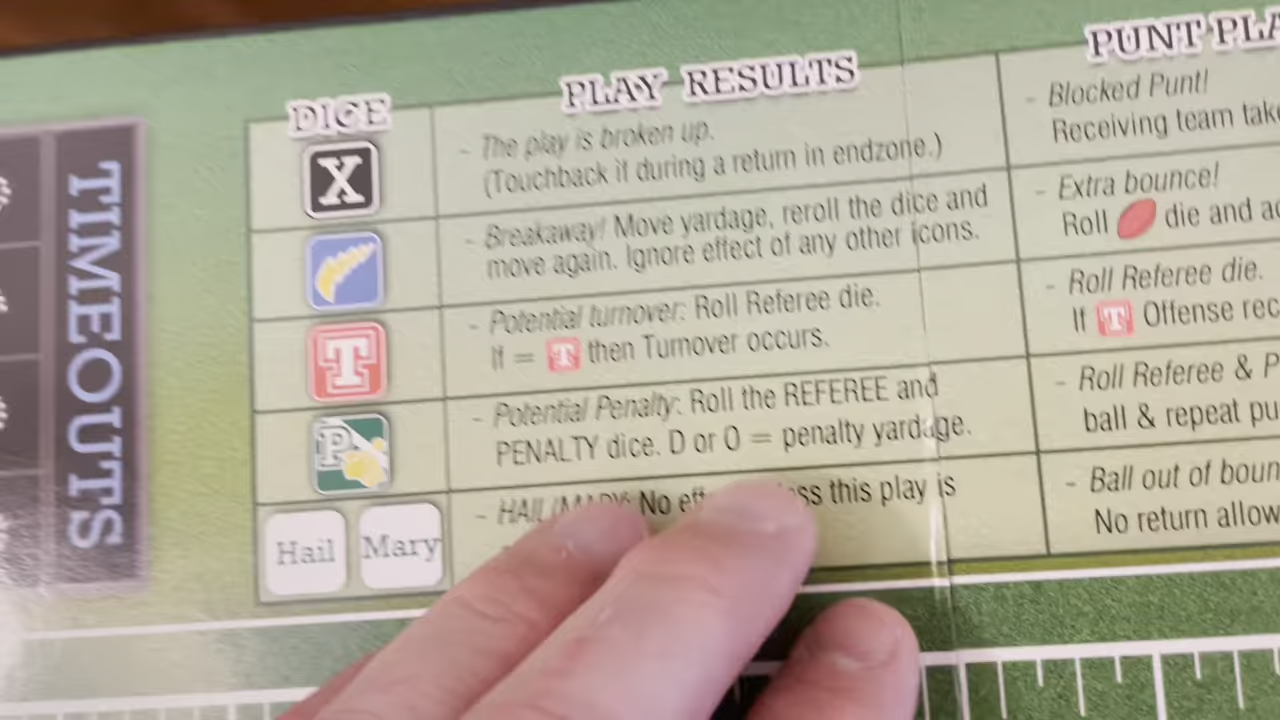 DICE
PLAY RESULTS
PUNT PLA
TIMEOUTS
X
- The play is broken up.
(Touchback if during a return in endzone.)
- Blocked Punt!
Receiving team take
- Breakaway! Move yardage, reroll the dice and
move again. Ignore effect of any other icons.
- Extra bounce!
Roll die and
T
- Potential turnover: Roll Referee die.
If = T then Turnover occurs.
- Roll Referee die.
If T Offense rec
P
- Potential Penalty: Roll the REFEREE and
PENALTY dice. D or O = penalty yardage.
- Roll Referee & P
ball & repeat pu
Hail Mary
- HAIL MARY: No this play is
- Ball out of boun
No return allow